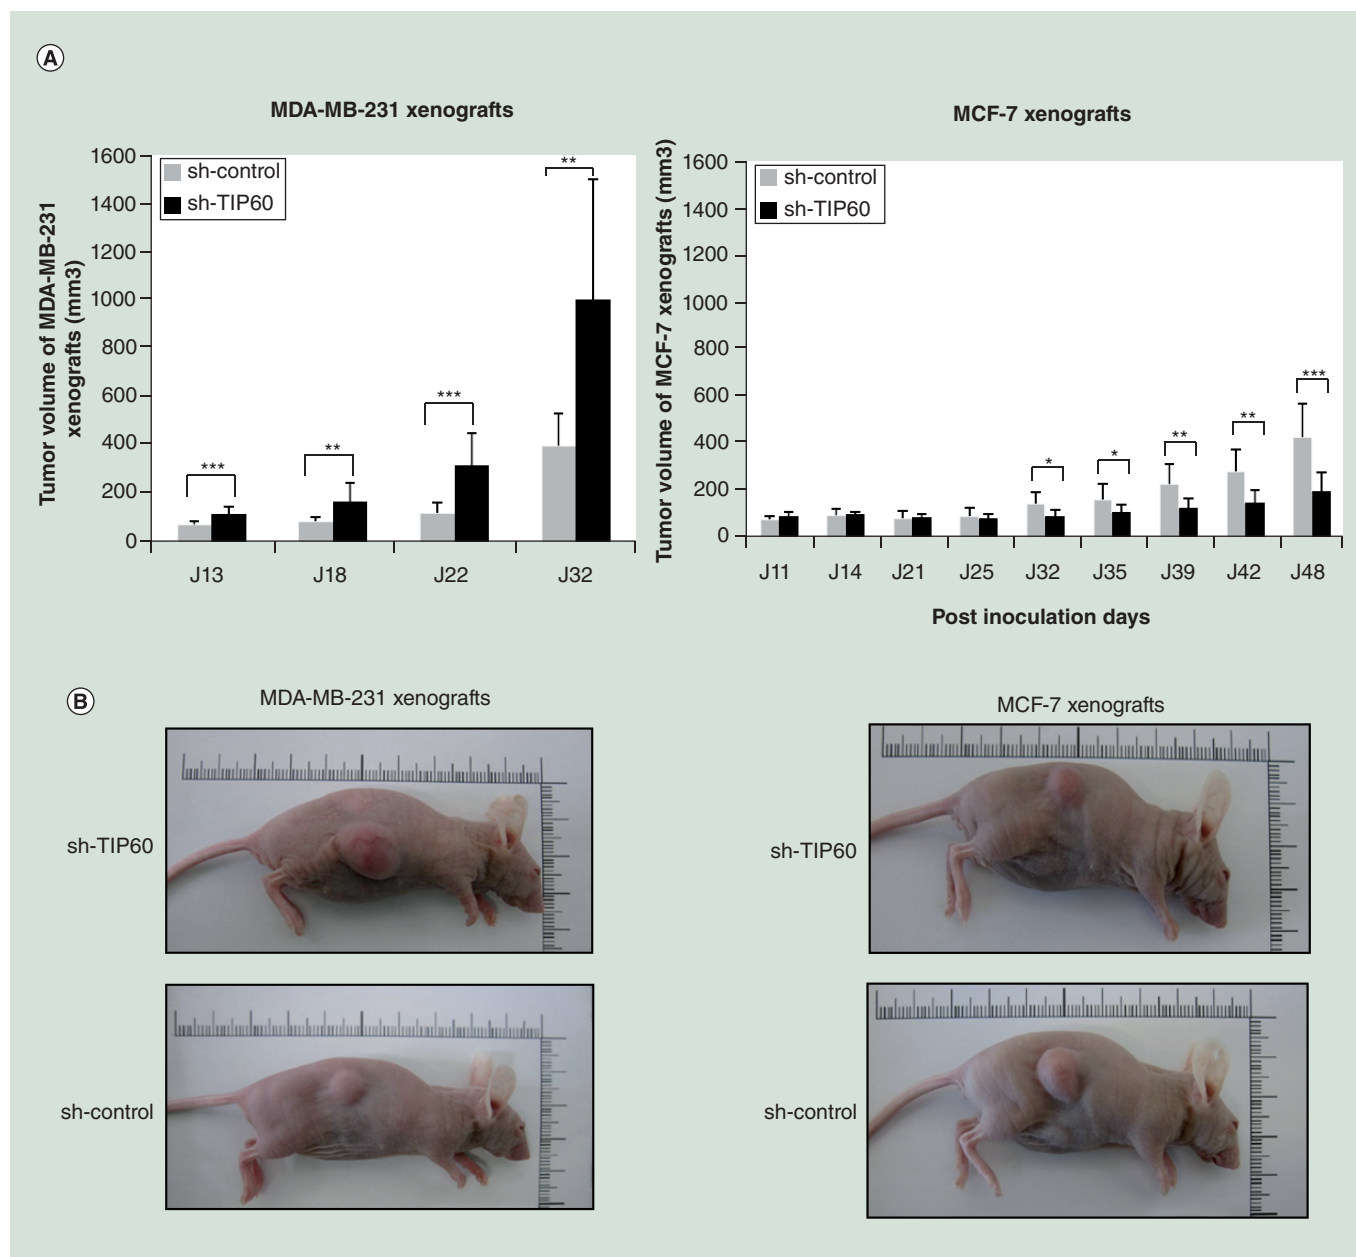 A
MDA-MB-231 xenografts
Tumor volume of MDA-MB-231
xenografts (mm3)
1600
1400
1200
1000
800
600
400
200
0
sh-control
sh-TIP60
***
**
***
**
J13 J18 J22 J32
MCF-7 xenografts
Tumor volume of MCF-7 xenografts (mm3)
1600
1400
1200
1000
800
600
400
200
0
sh-control
sh-TIP60
*
*
**
**
***
J11 J14 J21 J25 J32 J35 J39 J42 J48
Post inoculation days
B
MDA-MB-231 xenografts
MCF-7 xenografts
sh-TIP60
sh-TIP60
sh-control
sh-control